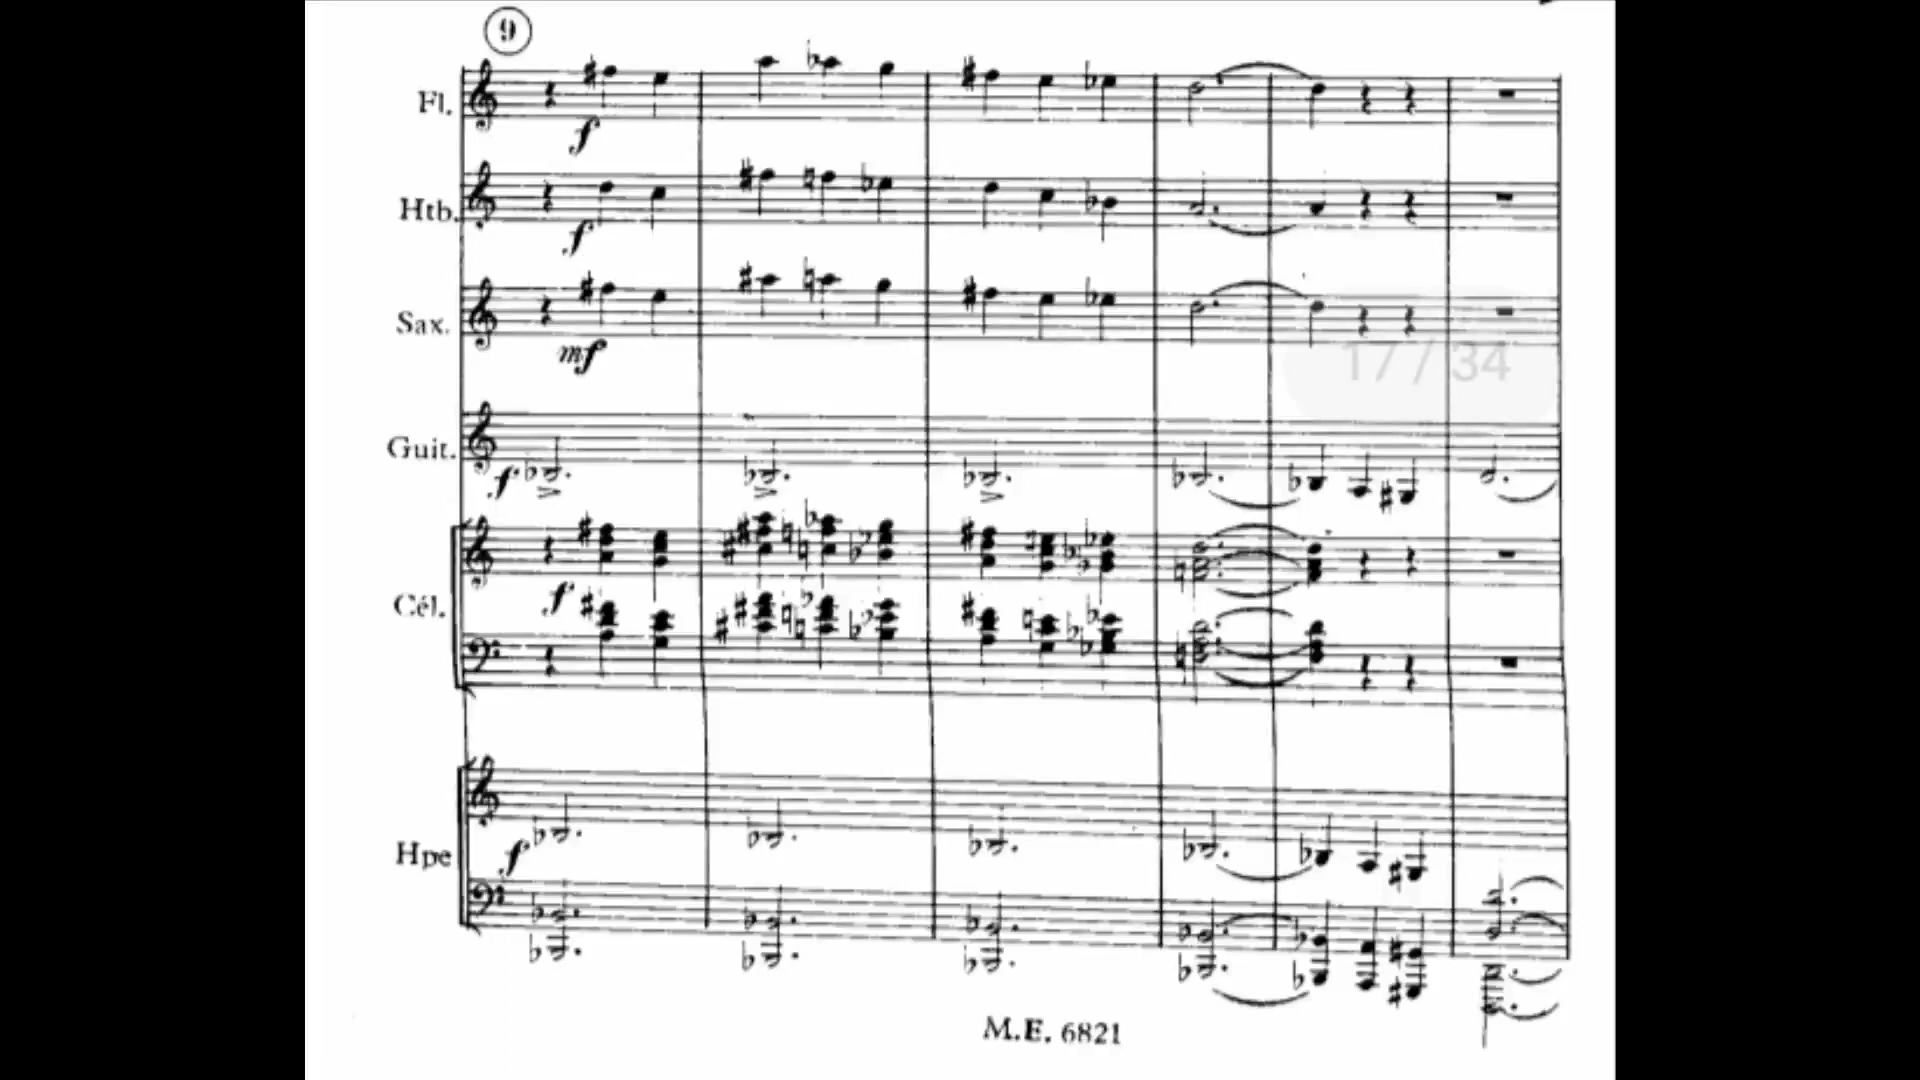 9
Fl.
f
Htb.
f
Sax.
mf
17 / 34
Guit.
f
Cél.
f
Hpe
f
M.E. 6821